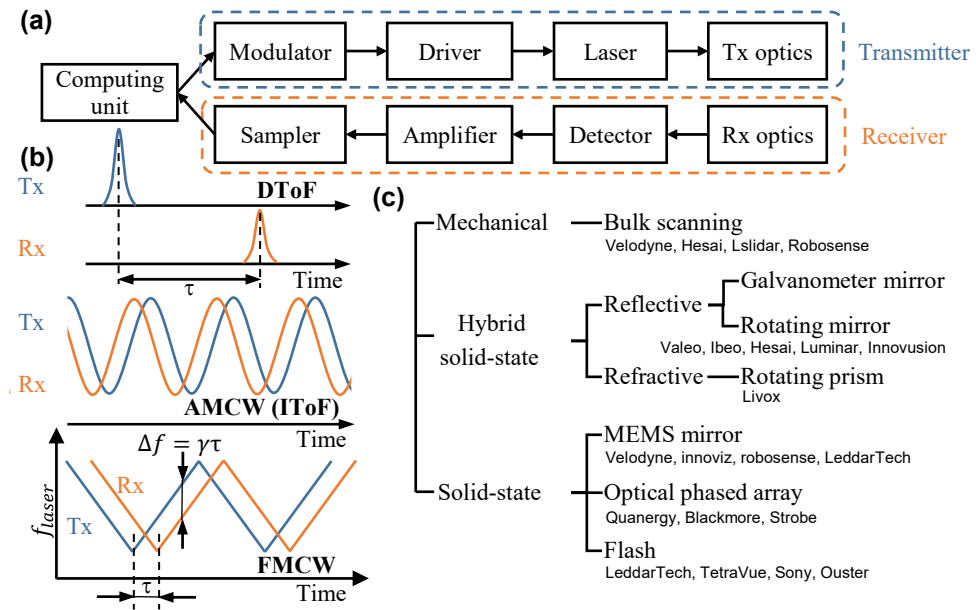 (a)
Computing
unit
Modulator
Driver
Laser
Tx optics
Transmitter
Sampler
Amplifier
Detector
Rx optics
Receiver
(b)
Tx
DToF
Rx
Time
τ
Tx
Rx
AMCW (IToF)
Time
Δf = γτ
f_laser
Rx
Tx
FMCW
τ
Time
(c)
Mechanical
Bulk scanning
Velodyne, Hesai, Lslidar, Robosense
Hybrid
solid-state
Reflective
Galvanometer mirror
Rotating mirror
Valeo, Ibeo, Hesai, Luminar, Innovusion
Refractive
Rotating prism
Livox
Solid-state
MEMS mirror
Velodyne, innoviz, robosense, LeddarTech
Optical phased array
Quanergy, Blackmore, Strobe
Flash
LeddarTech, TetraVue, Sony, Ouster